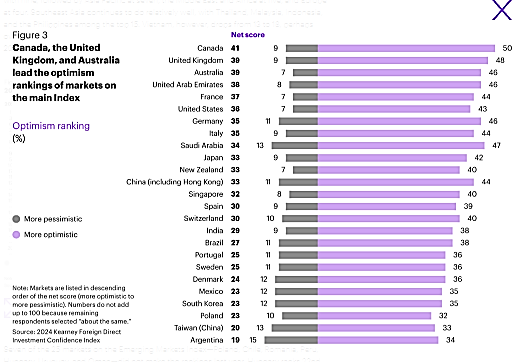 Figure 3
Canada, the United
Kingdom, and Australia
lead the optimism
rankings of markets on
the main Index
Optimism ranking
(%)
More pessimistic
More optimistic
Note: Markets are listed in descending
order of the net score (more optimistic to
more pessimistic). Numbers do not add
up to 100 because remaining
respondents selected "about the same."
Source: 2024 Kearney Foreign Direct
Investment Confidence Index
Net score
Canada 41 9 50
United Kingdom 39 9 48
Australia 39 7 46
United Arab Emirates 38 8 46
France 37 7 44
United States 36 7 43
Germany 35 11 46
Italy 35 9 44
Saudi Arabia 34 13 47
Japan 33 9 42
New Zealand 33 7 40
China (including Hong Kong) 33 11 44
Singapore 32 8 40
Spain 30 9 39
Switzerland 30 10 40
India 29 9 38
Brazil 27 11 38
Portugal 25 11 36
Sweden 25 11 36
Denmark 24 12 36
Mexico 23 12 35
South Korea 23 12 35
Poland 23 10 32
Taiwan (China) 20 13 33
Argentina 19 15 34